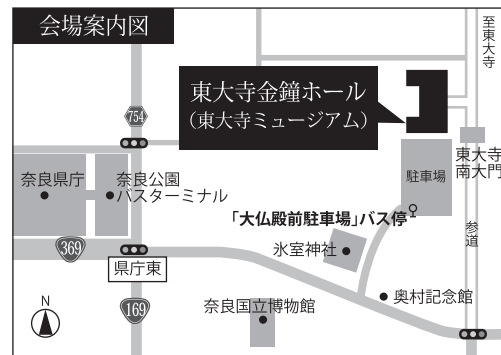 会場案内図
至東大寺
東大寺金鐘ホール
（東大寺ミュージアム）
754
奈良県庁
奈良公園
バスターミナル
駐車場
東大寺
南大門
「大仏殿前駐車場」バス停
参道
369
県庁東
氷室神社
N
169
奈良国立博物館
奥村記念館